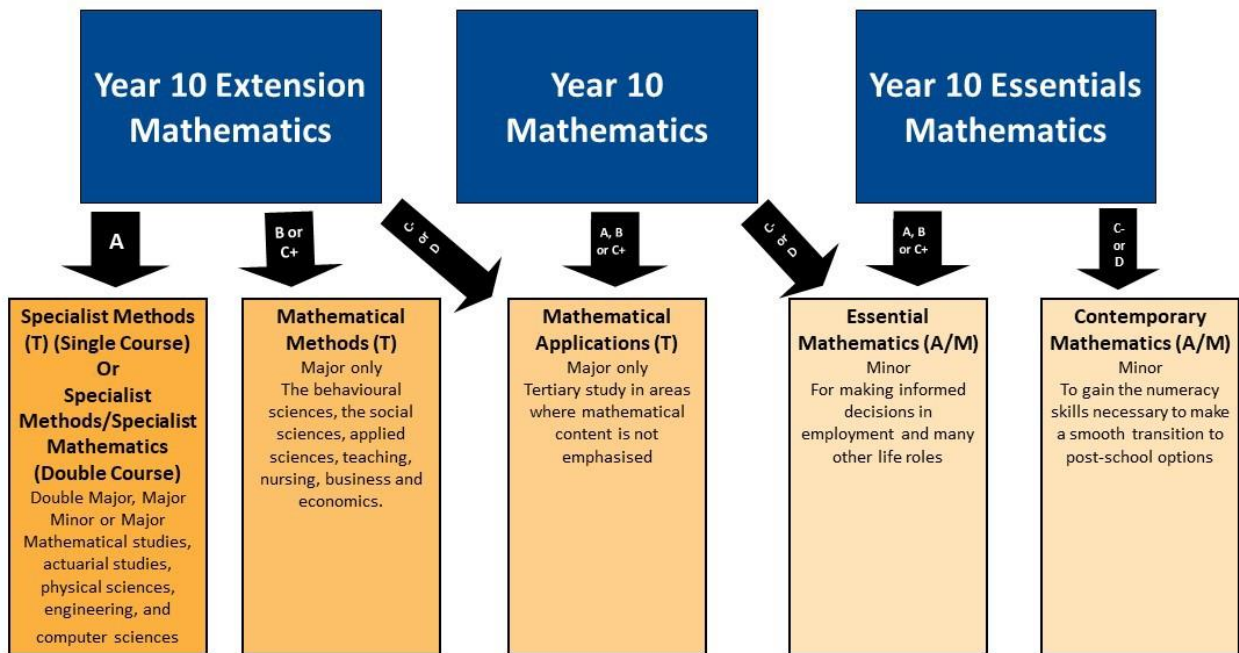 Year 10 Extension
Mathematics
Year 10
Mathematics
Year 10 Essentials
Mathematics
A
B or
C+
C-
or
D
A, B
or C+
C-
or
D
A, B
or C+
C-
or
D
Specialist Methods
(T) (Single Course)
Or
Specialist
Methods/Specialist
Mathematics
(Double Course)
Double Major, Major
Minor or Major
Mathematical studies,
actuarial studies,
physical sciences,
engineering, and
computer sciences
Mathematical
Methods (T)
Major only
The behavioural
sciences, the social
sciences, applied
sciences, teaching,
nursing, business and
economics.
Mathematical
Applications (T)
Major only
Tertiary study in areas
where mathematical
content is not
emphasised
Essential
Mathematics (A/M)
Minor
For making informed
decisions in
employment and many
other life roles
Contemporary
Mathematics (A/M)
Minor
To gain the numeracy
skills necessary to make
a smooth transition to
post-school options